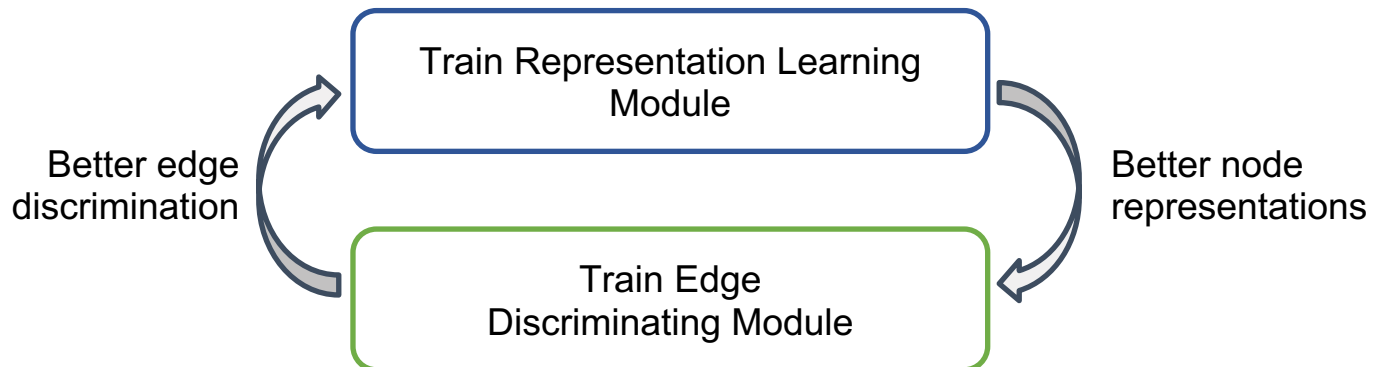 Train Representation Learning
Module
Better edge
discrimination
Better node
representations
Train Edge
Discriminating Module